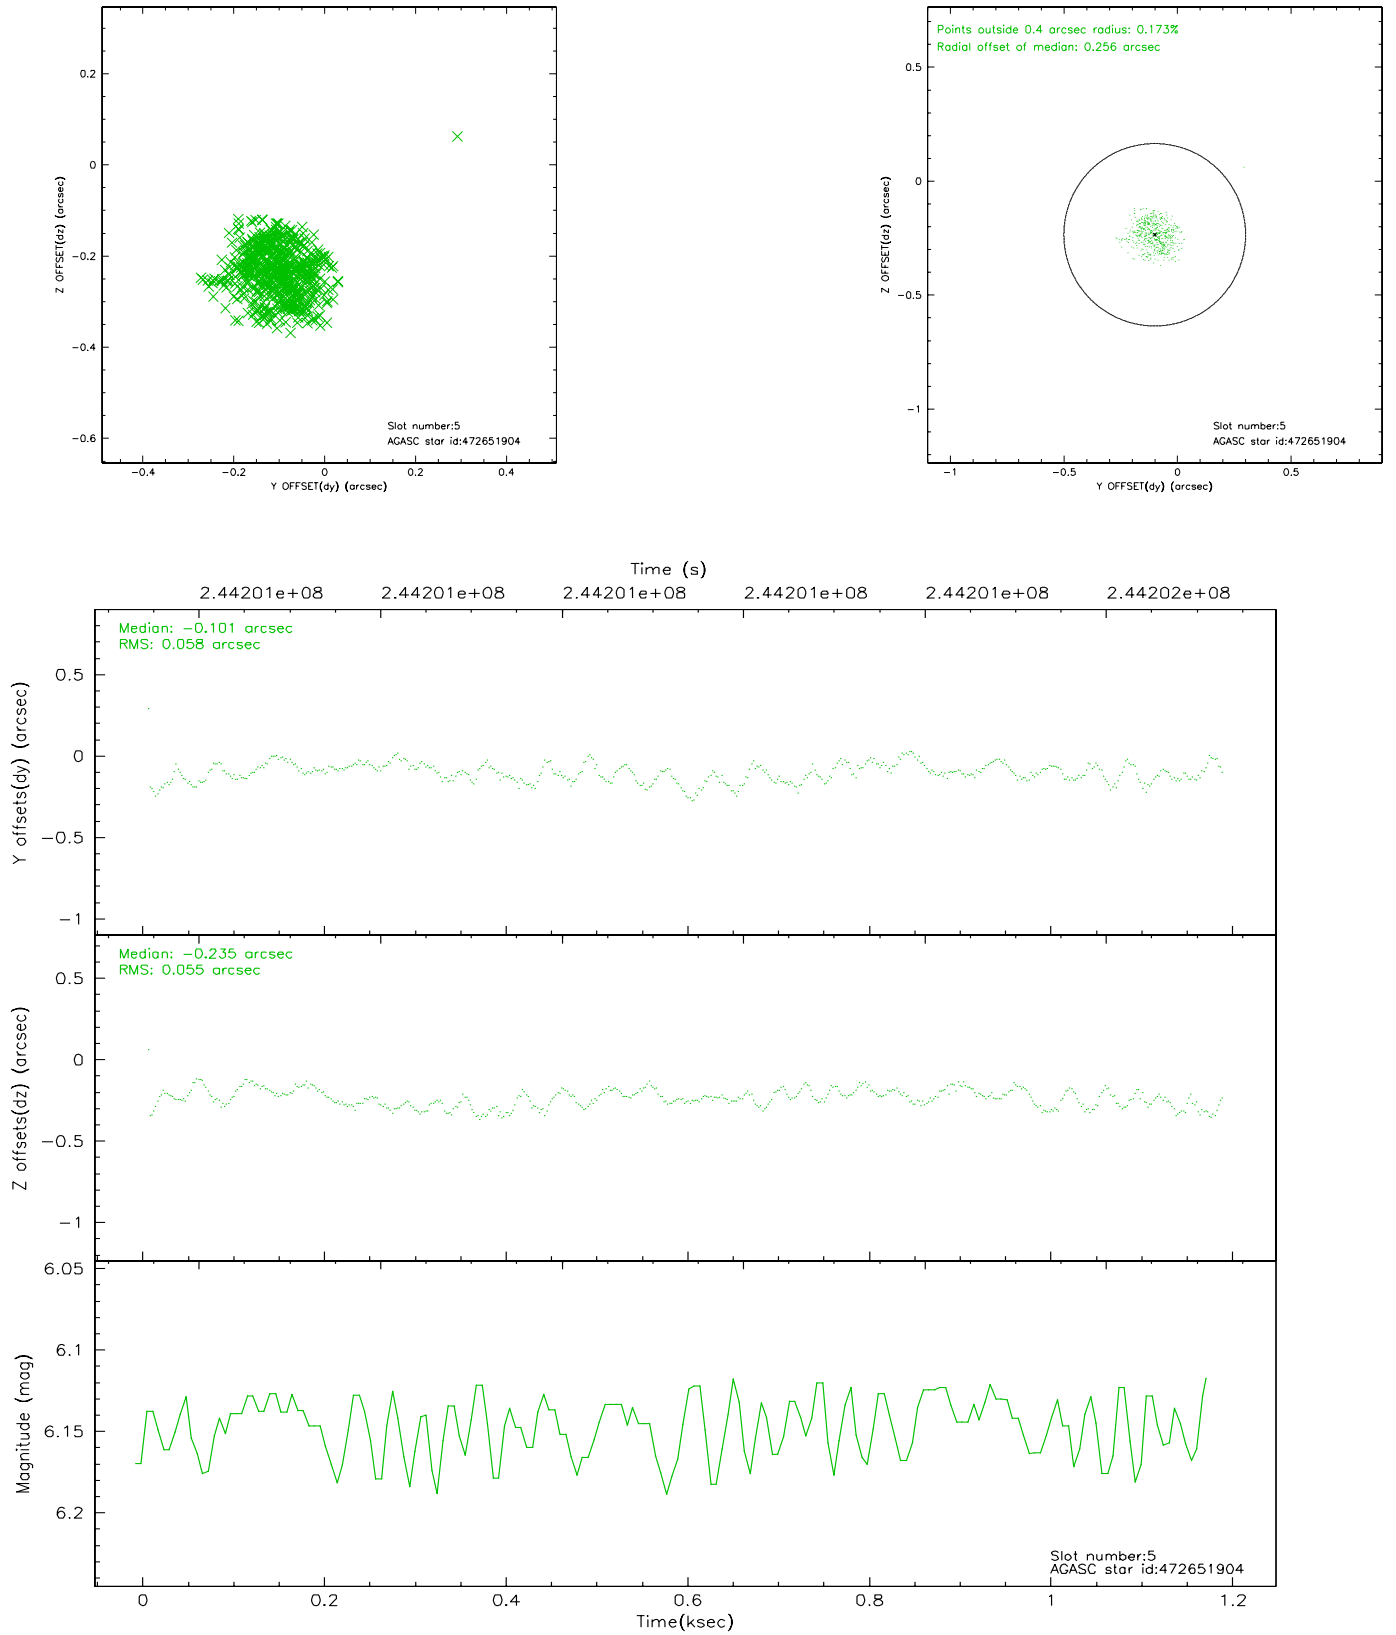 0.2
0
-0.2
-0.4
-0.6
Z OFFSET(dz) (arcsec)
Slot number:5
AGASC star id:472651904
-0.4 -0.2 0 0.2 0.4
Y OFFSET(dy) (arcsec)
Points outside 0.4 arcsec radius: 0.173%
Radial offset of median: 0.256 arcsec
0.5
0
-0.5
-1
Z OFFSET(dz) (arcsec)
Slot number:5
AGASC star id:472651904
-1 -0.5 0 0.5
Y OFFSET(dy) (arcsec)
Time (s)
2.44201e+08 2.44201e+08 2.44201e+08 2.44201e+08 2.44201e+08 2.44202e+08
Median: -0.101 arcsec
RMS: 0.058 arcsec
0.5
0
-0.5
-1
Y offsets(dy) (arcsec)
Median: -0.235 arcsec
RMS: 0.055 arcsec
0.5
0
-0.5
-1
Z offsets(dz) (arcsec)
6.05
6.1
6.15
6.2
Magnitude (mag)
Slot number:5
AGASC star id:472651904
0 0.2 0.4 0.6 0.8 1 1.2
Time(ksec)